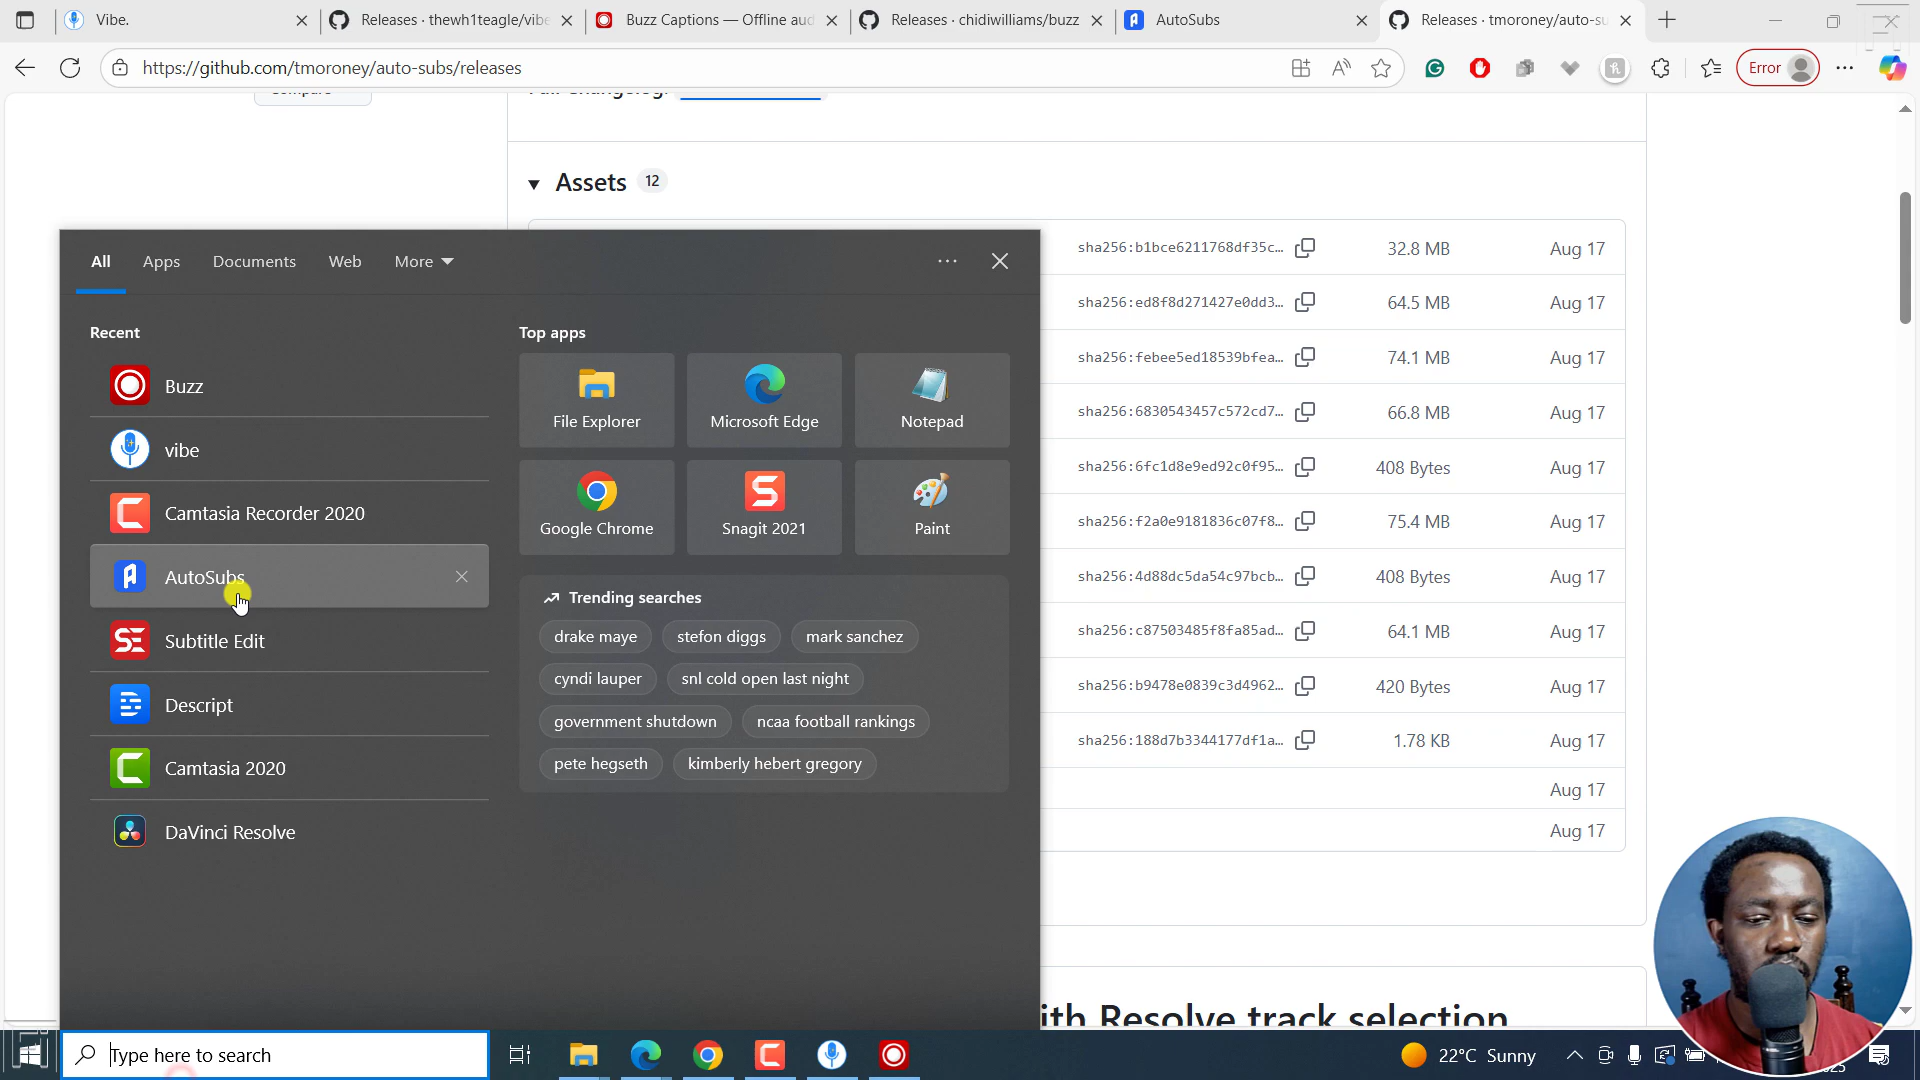 Vibe.
Releases · thewh1teagle/vibe
Buzz Captions — Offline aud
Releases · chidiwilliams/buzz
AutoSubs
Releases · tmoroney/auto-su
https://github.com/tmoroney/auto-subs/releases
Error
Assets 12
All
Apps
Documents
Web
More
Recent
Buzz
vibe
Camtasia Recorder 2020
AutoSubs
Subtitle Edit
Descript
Camtasia 2020
DaVinci Resolve
Top apps
File Explorer
Microsoft Edge
Notepad
Google Chrome
Snagit 2021
Paint
Trending searches
drake maye
stefon diggs
mark sanchez
cyndi lauper
snl cold open last night
government shutdown
ncaa football rankings
pete hegseth
kimberly hebert gregory
sha256:b1bce6211768df35c… 32.8 MB Aug 17
sha256:ed8f8d271427e0dd3… 64.5 MB Aug 17
sha256:febee5ed18539bfea… 74.1 MB Aug 17
sha256:6830543457c572cd7… 66.8 MB Aug 17
sha256:6fc1d8e9ed92c0f95… 408 Bytes Aug 17
sha256:f2a0e9181836c07f8… 75.4 MB Aug 17
sha256:4d88dc5da54c97bcb… 408 Bytes Aug 17
sha256:c87503485f8fa85ad… 64.1 MB Aug 17
sha256:b9478e0839c3d4962… 420 Bytes Aug 17
sha256:188d7b3344177df1a… 1.78 KB Aug 17
Aug 17
Aug 17
ith Resolve track selection
Type here to search
22°C Sunny